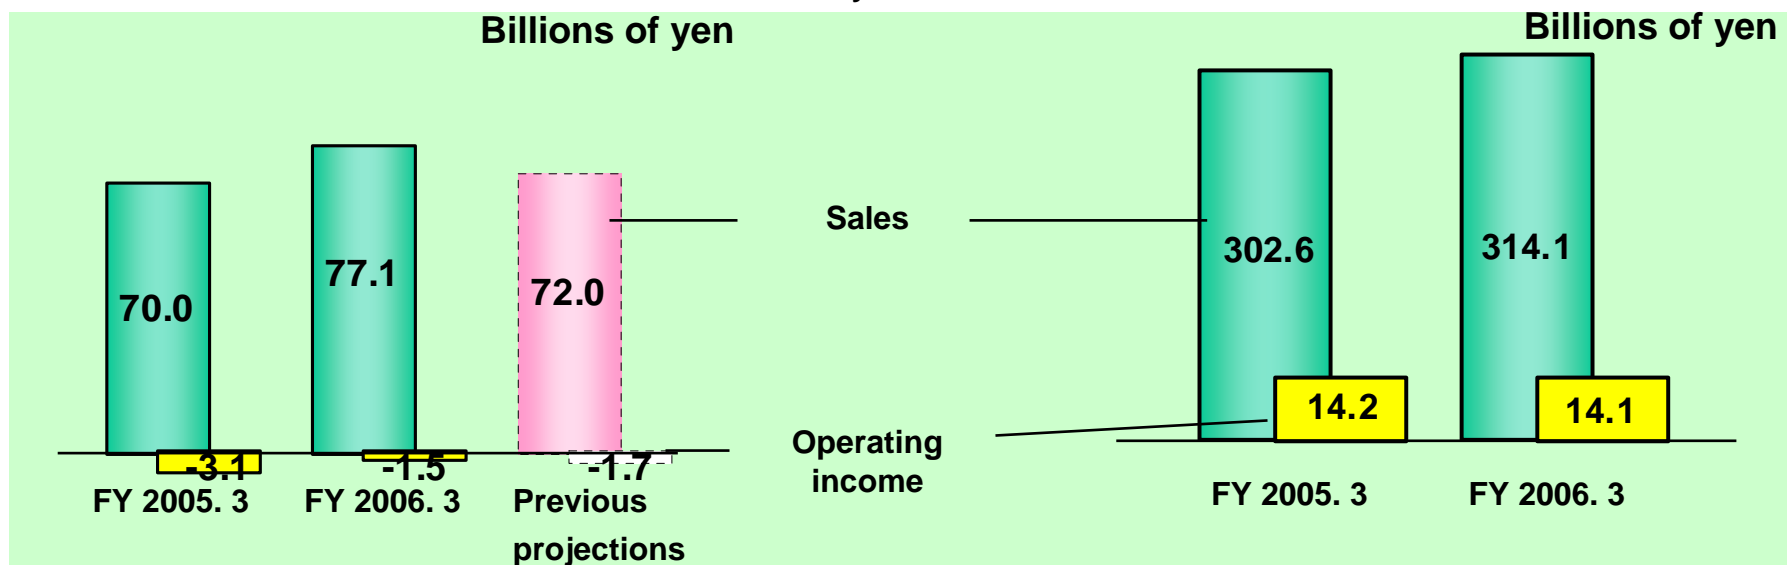 Billions of yen
Billions of yen
Sales
70.0
77.1
72.0
302.6
314.1
14.2
14.1
Operating
income
-3.1
-1.5
-1.7
FY 2005. 3
FY 2006. 3
Previous
projections
FY 2005. 3
FY 2006. 3